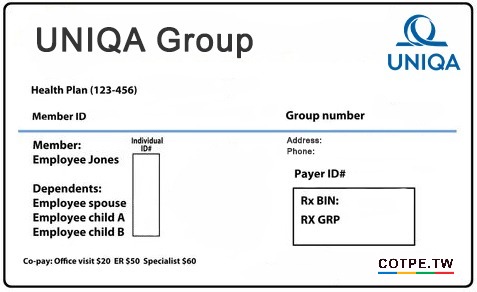 UNIQA Group
UNIQA
Health Plan (123-456)
Member ID
Group number
Member:
Employee Jones
Individual
ID#
Dependents:
Employee spouse
Employee child A
Employee child B
Address:
Phone:
Payer ID#
Rx BIN:
RX GRP
Co-pay: Office visit $20 ER $50 Specialist $60
COTPE.TW